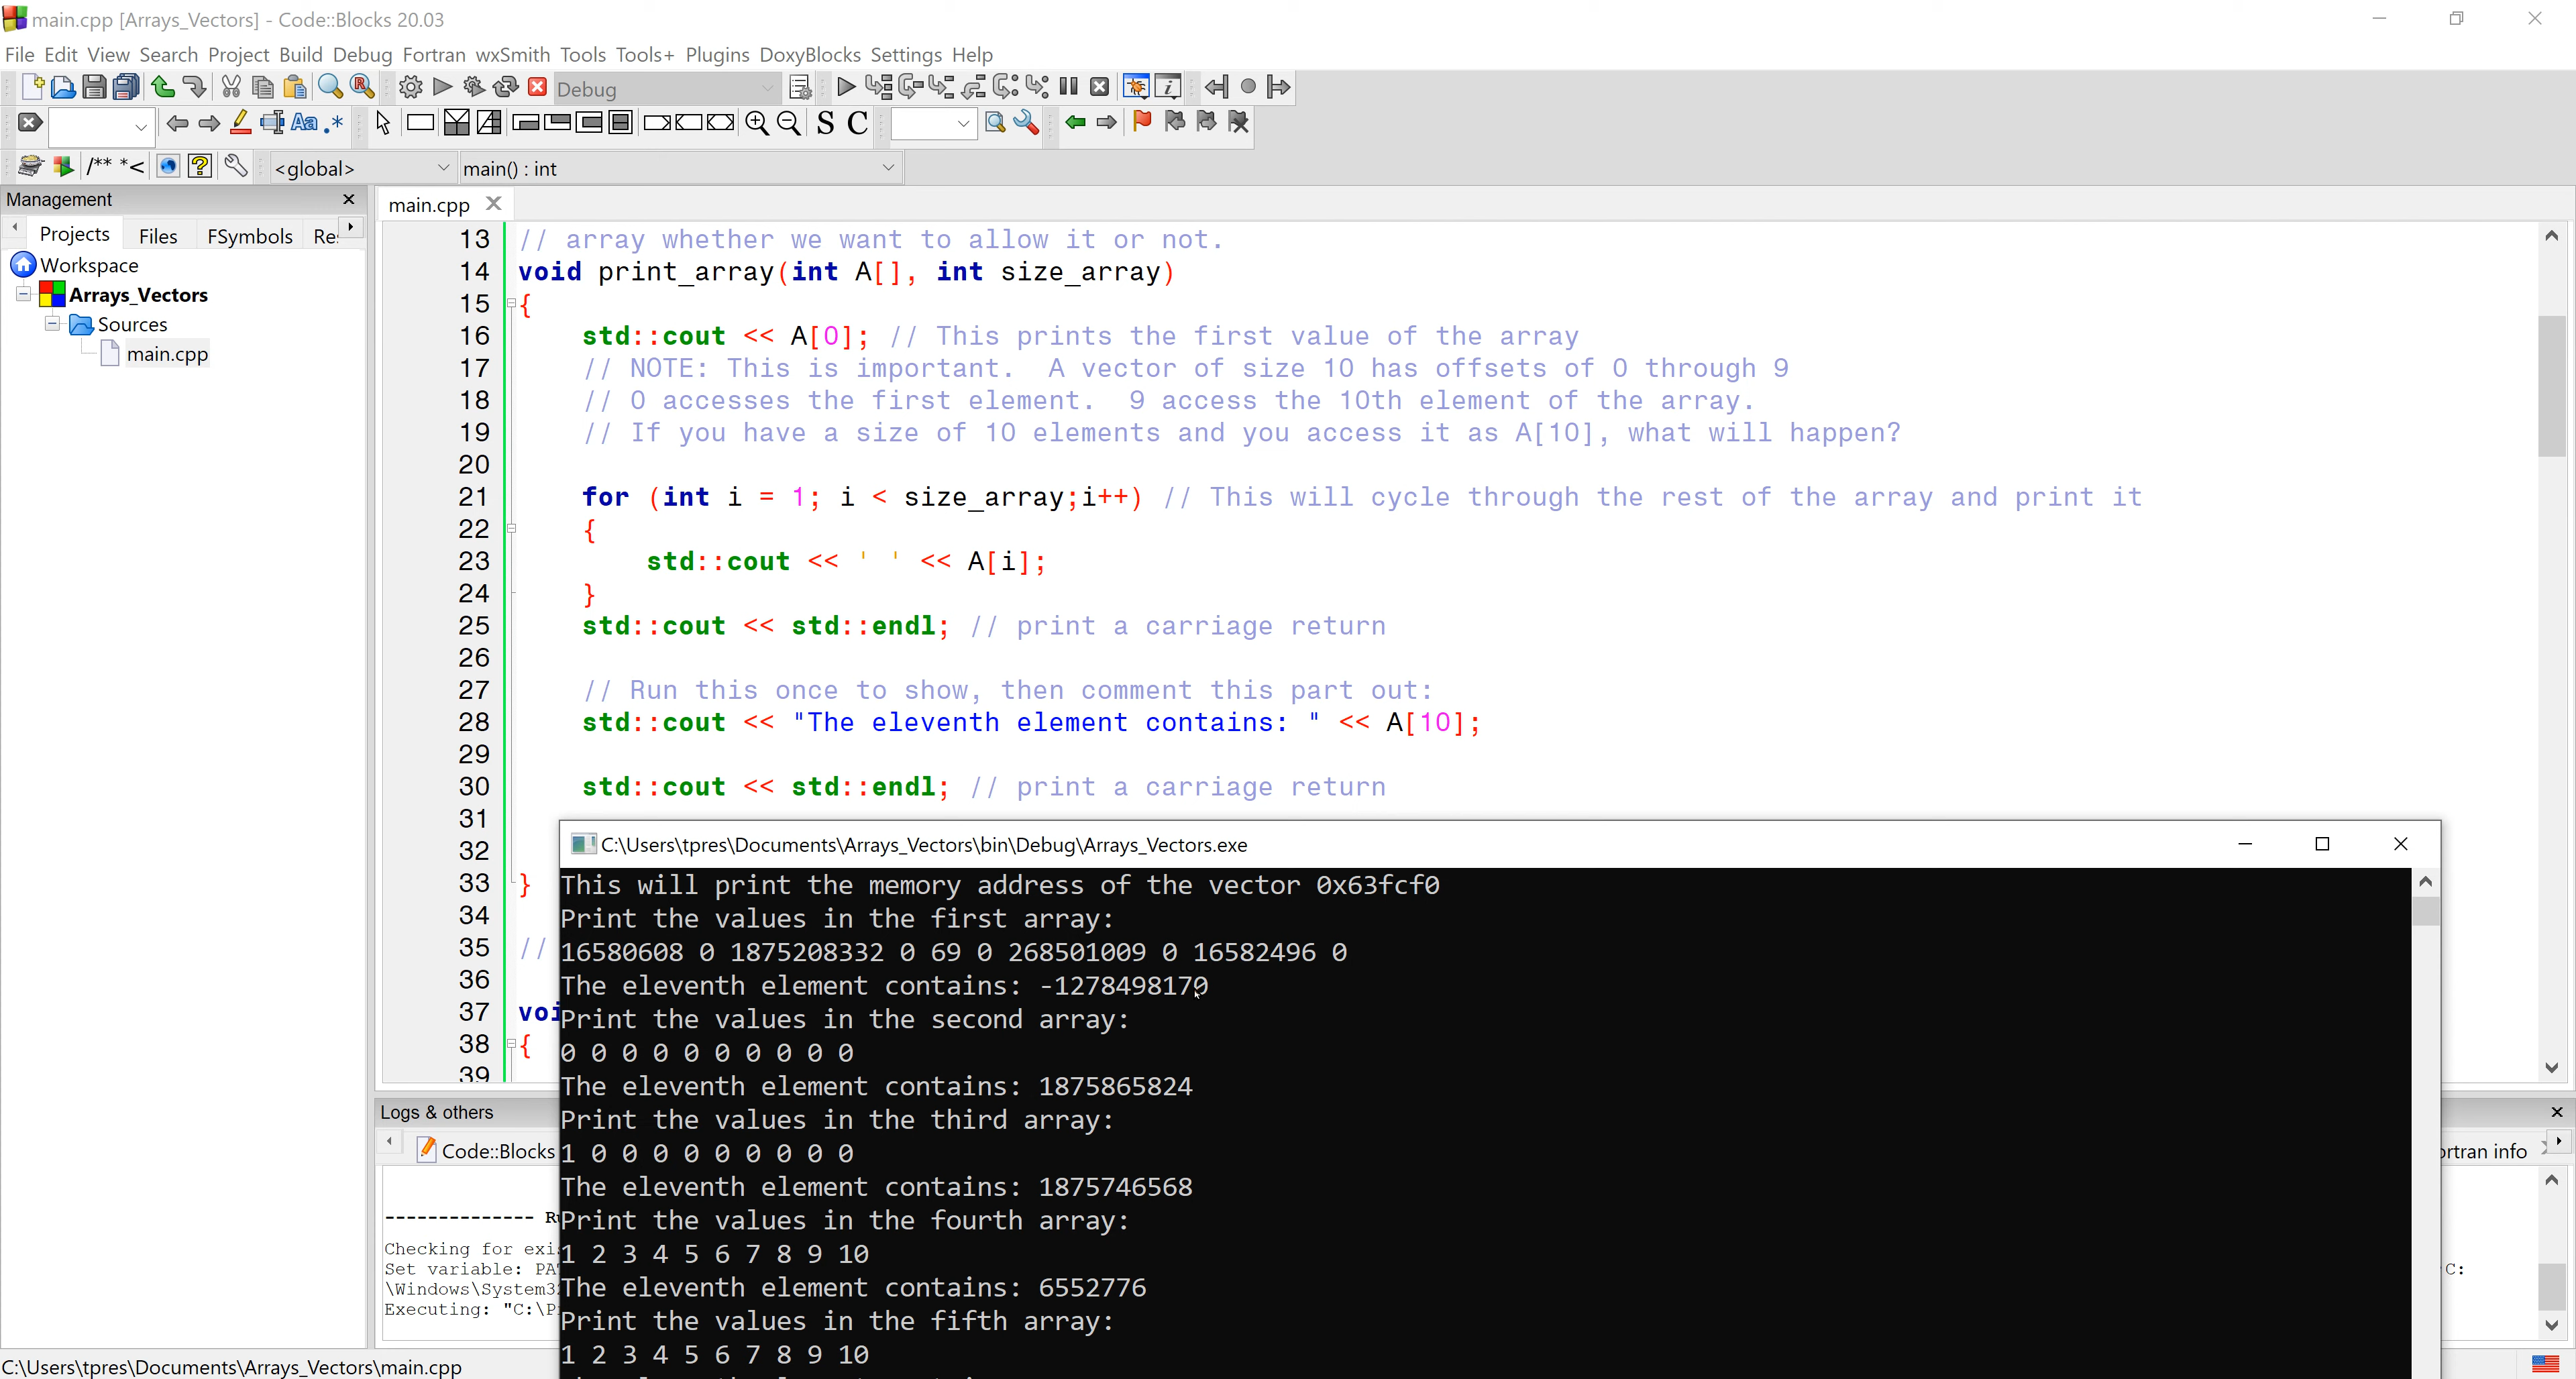 main.cpp [Arrays_Vectors] - Code::Blocks 20.03
File Edit View Search Project Build Debug Fortran wxSmith Tools Tools+ Plugins DoxyBlocks Settings Help
Debug
<global>
main() : int
Management
main.cpp
Projects Files FSymbols Re
Workspace
Arrays_Vectors
Sources
main.cpp
13 // array whether we want to allow it or not.
14 void print_array(int A[], int size_array)
15 {
16 std::cout << A[0]; // This prints the first value of the array
17 // NOTE: This is important. A vector of size 10 has offsets of 0 through 9
18 // 0 accesses the first element. 9 access the 10th element of the array.
19 // If you have a size of 10 elements and you access it as A[10], what will happen?
20
21 for (int i = 1; i < size_array;i++) // This will cycle through the rest of the array and print it
22 {
23 std::cout << ' ' << A[i];
24 }
25 std::cout << std::endl; // print a carriage return
26
27 // Run this once to show, then comment this part out:
28 std::cout << "The eleventh element contains: " << A[10];
29
30 std::cout << std::endl; // print a carriage return
31
32
33 }
34
35 //
36
37 voi
38 {
39
C:\Users\tpres\Documents\Arrays_Vectors\bin\Debug\Arrays_Vectors.exe
This will print the memory address of the vector 0x63fcf0
Print the values in the first array:
16580608 0 1875208332 0 69 0 268501009 0 16582496 0
The eleventh element contains: -1278498170
Print the values in the second array:
0 0 0 0 0 0 0 0 0 0
The eleventh element contains: 1875865824
Print the values in the third array:
1 0 0 0 0 0 0 0 0 0
The eleventh element contains: 1875746568
Print the values in the fourth array:
1 2 3 4 5 6 7 8 9 10
The eleventh element contains: 6552776
Print the values in the fifth array:
1 2 3 4 5 6 7 8 9 10
Logs & others
Code::Blocks
ortran info
-------------- Ru
Checking for exis
Set variable: PA
\Windows\System32
Executing: "C:\P
C:
C:\Users\tpres\Documents\Arrays_Vectors\main.cpp